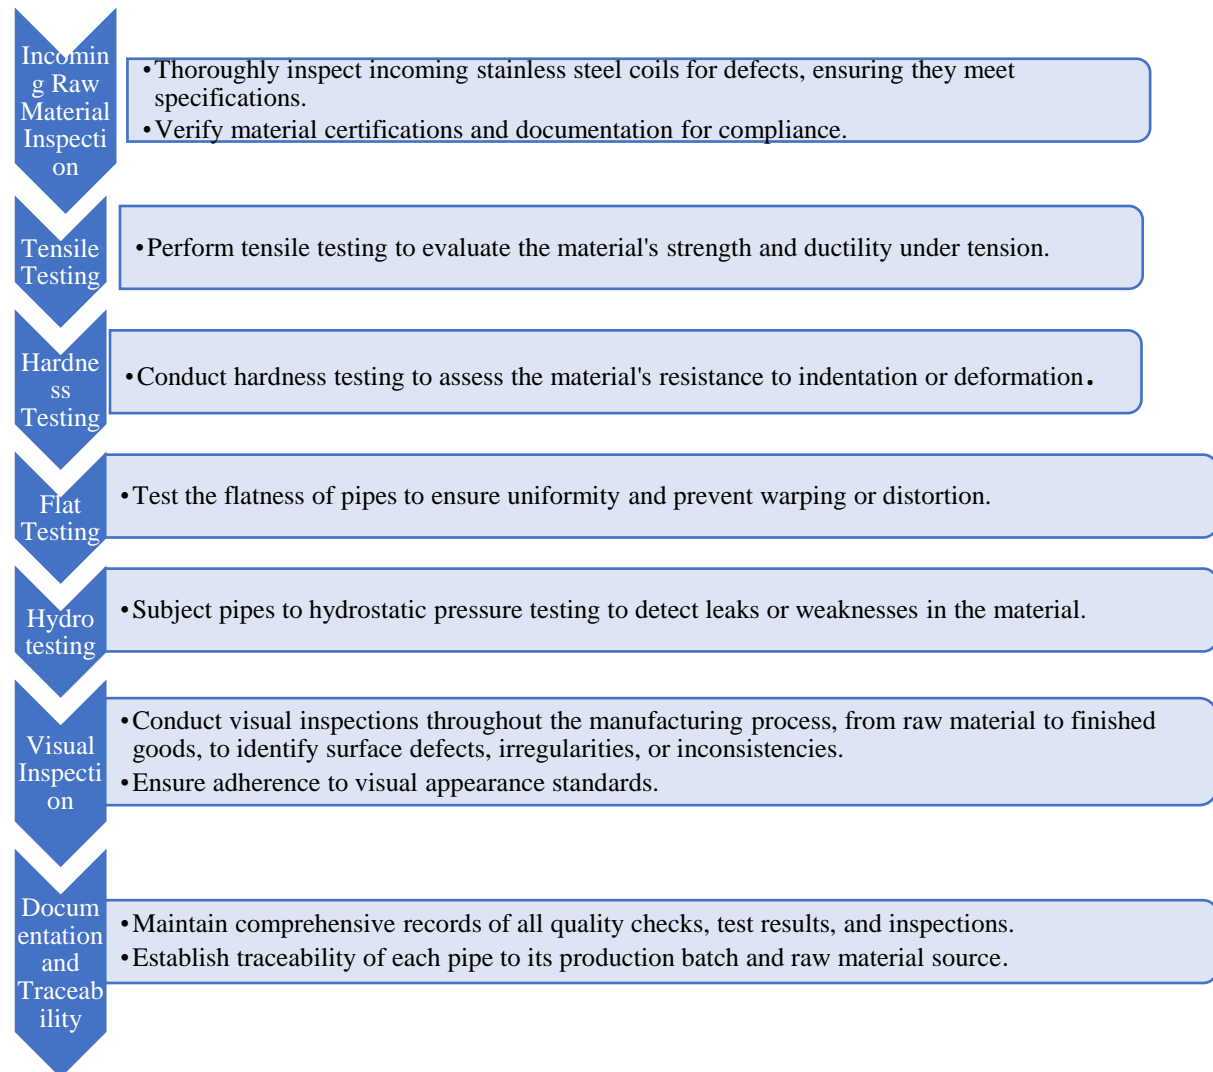 Incomin
g Raw
Material
Inspecti
on
•Thoroughly inspect incoming stainless steel coils for defects, ensuring they meet
specifications.
•Verify material certifications and documentation for compliance.
Tensile
Testing
•Perform tensile testing to evaluate the material's strength and ductility under tension.
Hardne
ss
Testing
•Conduct hardness testing to assess the material's resistance to indentation or deformation.
Flat
Testing
•Test the flatness of pipes to ensure uniformity and prevent warping or distortion.
Hydro
testing
•Subject pipes to hydrostatic pressure testing to detect leaks or weaknesses in the material.
Visual
Inspecti
on
•Conduct visual inspections throughout the manufacturing process, from raw material to finished
goods, to identify surface defects, irregularities, or inconsistencies.
•Ensure adherence to visual appearance standards.
Docum
entation
and
Traceab
ility
•Maintain comprehensive records of all quality checks, test results, and inspections.
•Establish traceability of each pipe to its production batch and raw material source.